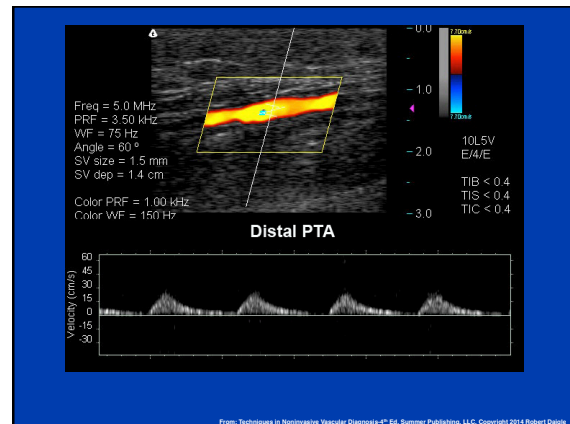 -0.0
7.70cm/s
-1.0
Freq = 5.0 MHz
PRF = 3.50 kHz
WF = 75 Hz
Angle = 60 º
SV size = 1.5 mm
SV dep = 1.4 cm
7.70cm/s
10L5V
E/4/E
-2.0
TIB < 0.4
TIS < 0.4
TIC < 0.4
Color PRF = 1.00 kHz
Color WF = 150 Hz
-3.0
Distal PTA
Velocity (cm/s)
60
45
30
15
0
-15
-30
From: Techniques in Noninvasive Vascular Diagnosis-4th Ed. Summer Publishing, LLC. Copyright 2014 Robert Daigle